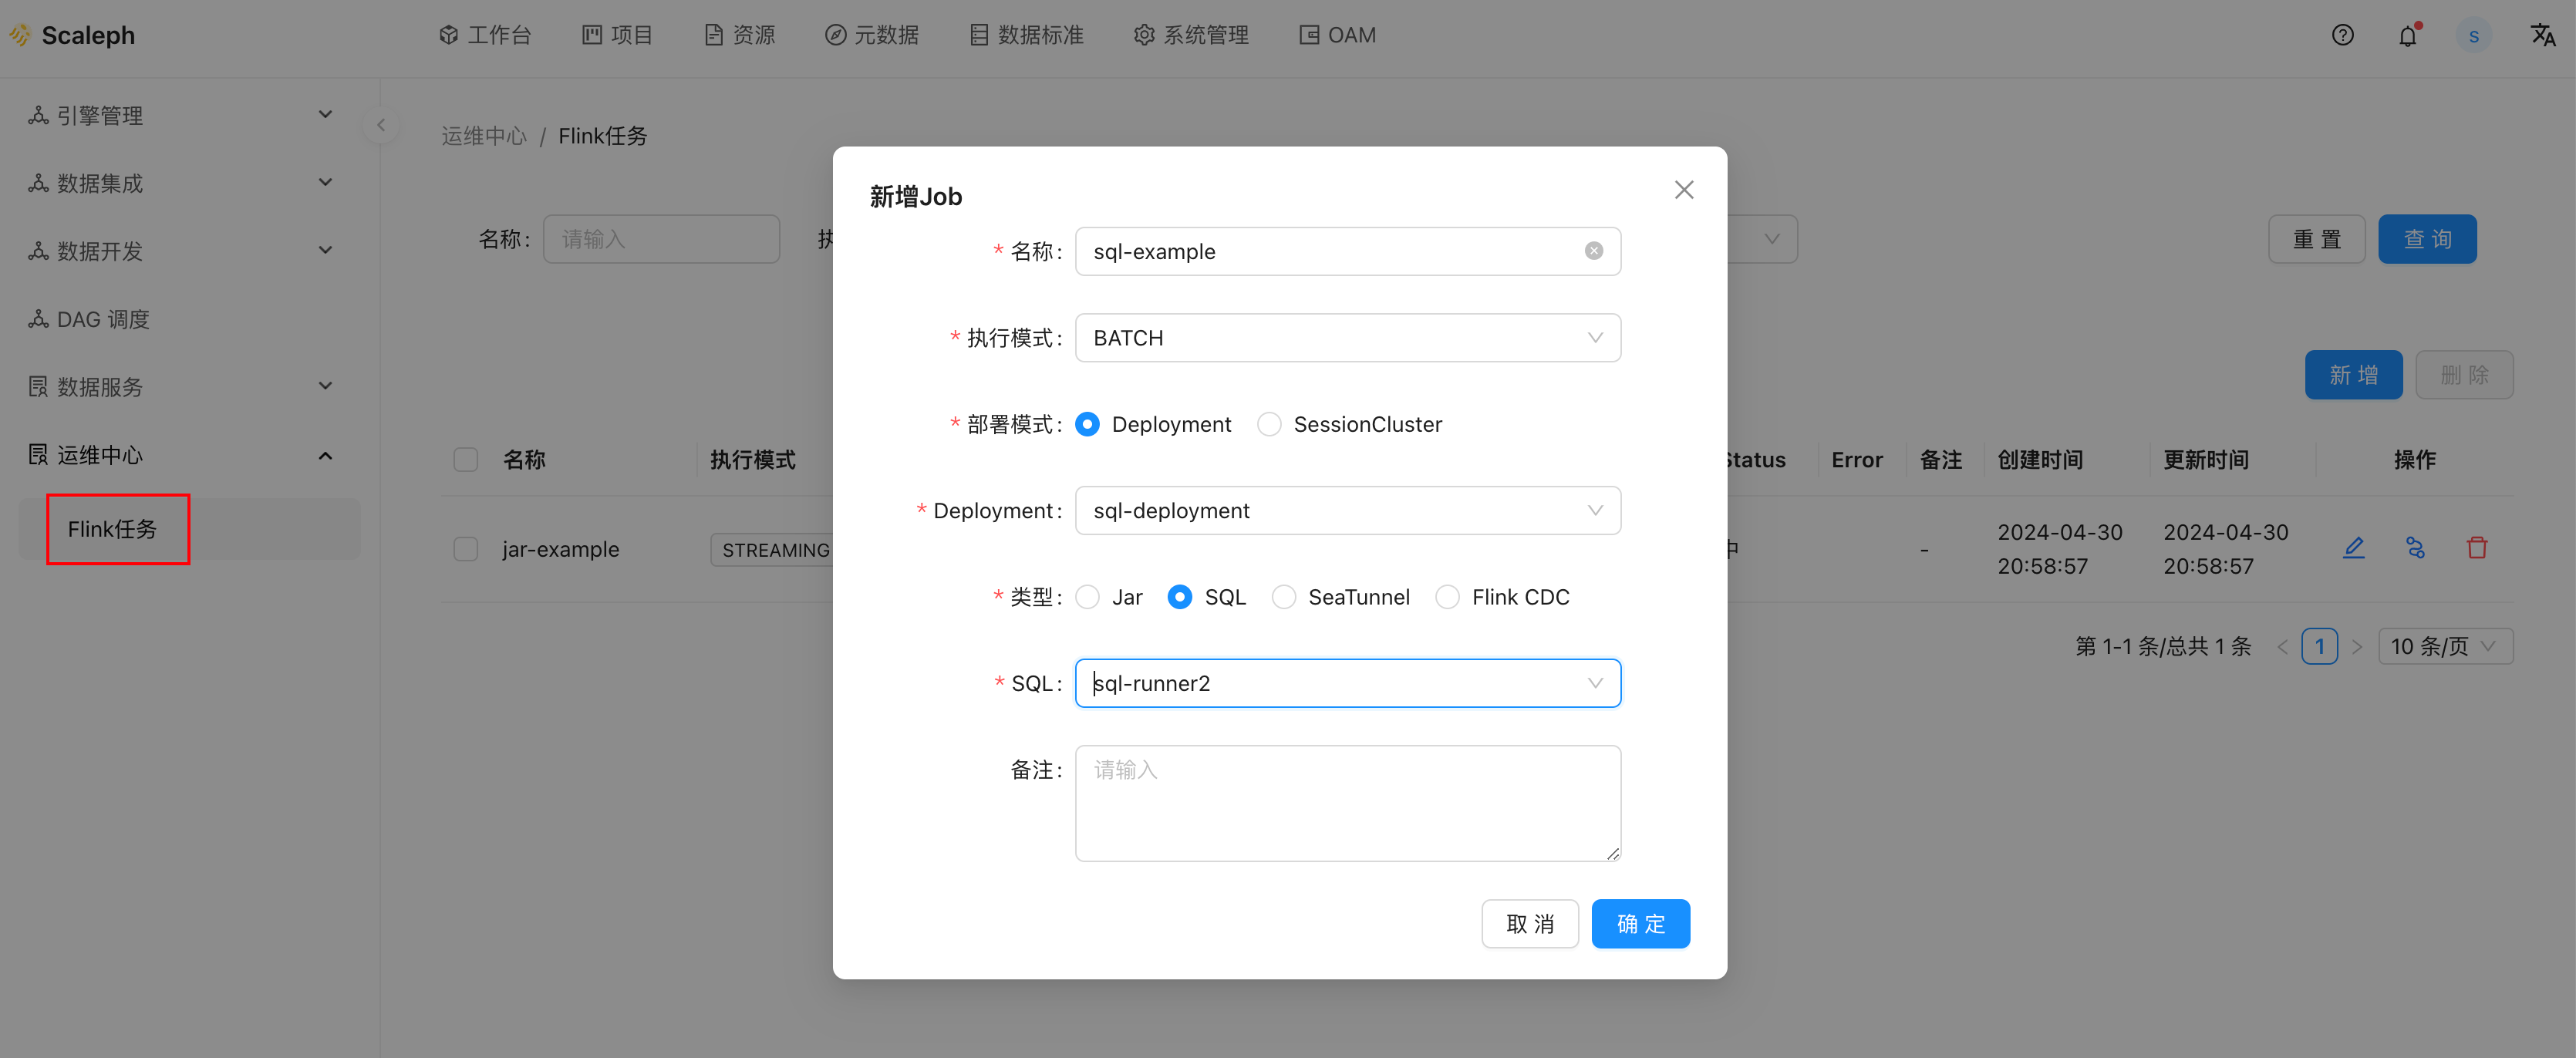 Scaleph
工作台
项目
资源
元数据
数据标准
系统管理
OAM
s
引擎管理
数据集成
数据开发
DAG 调度
数据服务
运维中心
Flink任务
运维中心 / Flink任务
名称:
请输入
重 置
查 询
新 增
删 除
名称
执行模式
Status
Error
备注
创建时间
更新时间
操作
jar-example
STREAMING
中
-
2024-04-30
20:58:57
2024-04-30
20:58:57
第 1-1 条/总共 1 条
1
10 条/页
新增Job
* 名称:
sql-example
* 执行模式:
BATCH
* 部署模式:
Deployment
SessionCluster
* Deployment:
sql-deployment
* 类型:
Jar
SQL
SeaTunnel
Flink CDC
* SQL:
sql-runner2
备注:
请输入
取 消
确 定